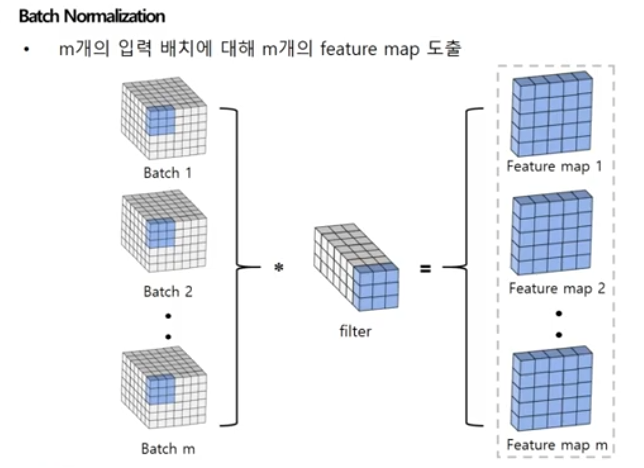 Batch Normalization
• m개의 입력 배치에 대해 m개의 feature map 도출
Batch 1
Feature map 1
Batch 2
*
filter
=
Feature map 2
Batch m
Feature map m